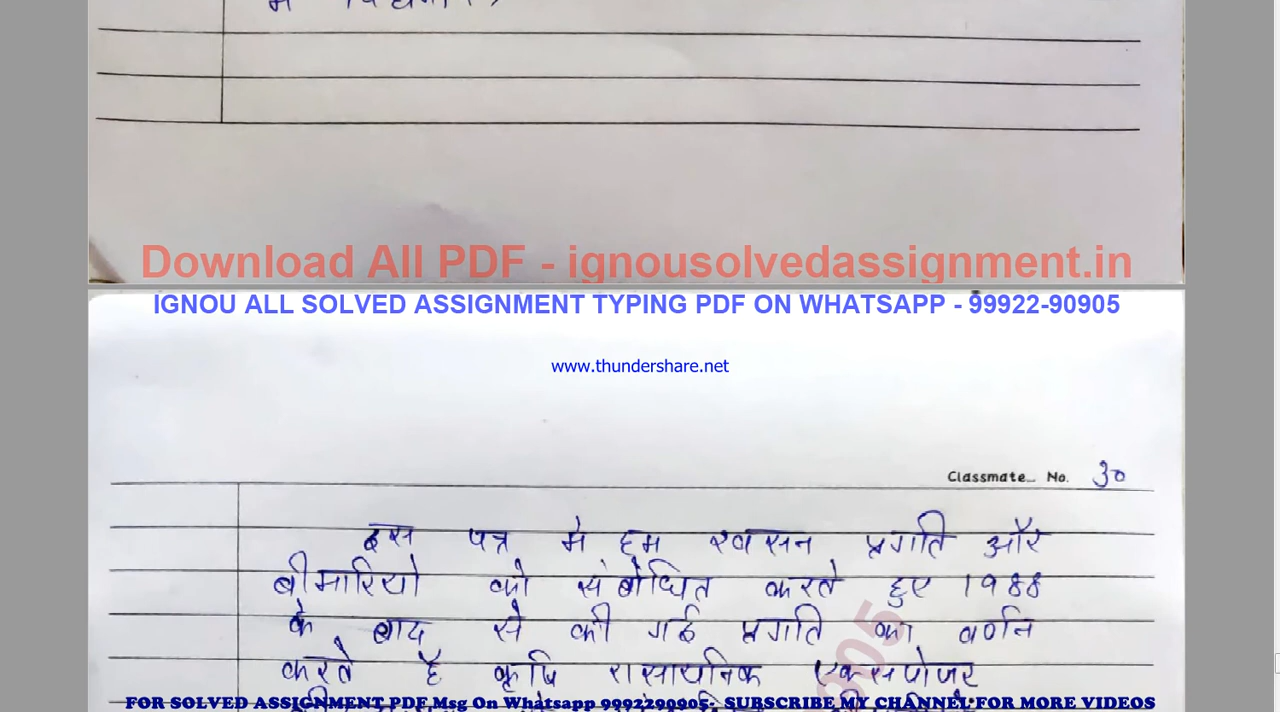 Download All PDF - ignousolvedassignment.in
IGNOU ALL SOLVED ASSIGNMENT TYPING PDF ON WHATSAPP - 99922-90905
www.thundershare.net
Classmate No. 30
इस पत्र मे हम श्वसन प्रगति और
बीमारियो को संबोधित करते हुए 1988
के बाद से की गई प्रगति का वर्णन
करते है कृषि रासायनिक एक्सपोजर
FOR SOLVED ASSIGNMENT PDF Msg On Whatsapp 9992290905- SUBSCRIBE MY CHANNEL FOR MORE VIDEOS